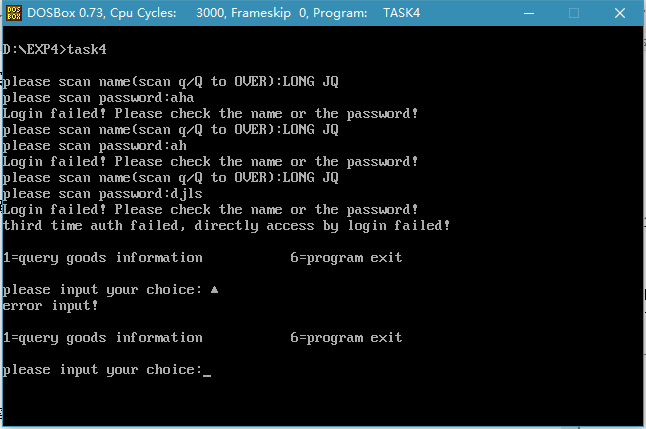 DOSBox 0.73, Cpu Cycles: 3000, Frameskip 0, Program: TASK4
D:\EXP4>task4
please scan name(scan q/Q to OVER):LONG JQ
please scan password:aha
Login failed! Please check the name or the password!
please scan name(scan q/Q to OVER):LONG JQ
please scan password:ah
Login failed! Please check the name or the password!
please scan name(scan q/Q to OVER):LONG JQ
please scan password:djls
Login failed! Please check the name or the password!
third time auth failed, directly access by login failed!
1=query goods information 6=program exit
please input your choice: ▲
error input!
1=query goods information 6=program exit
please input your choice:_